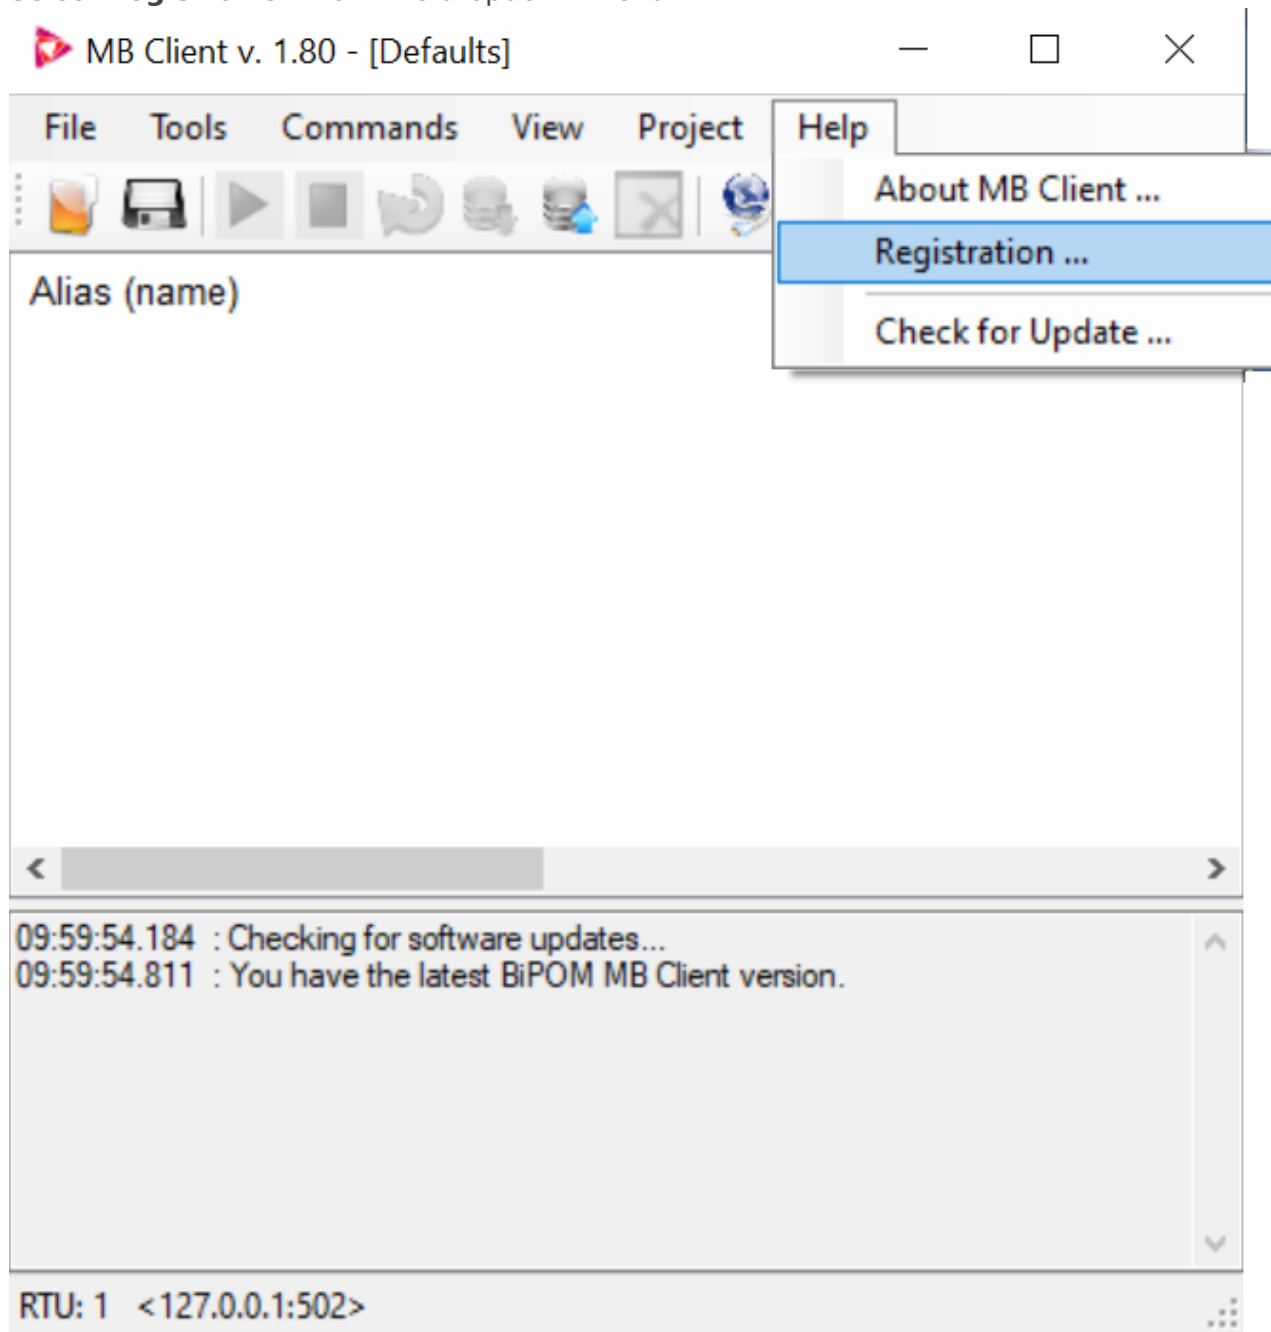 MB Client v. 1.80 - [Defaults]
File Tools Commands View Project Help
About MB Client ...
Registration ...
Check for Update ...
Alias (name)
09:59:54.184 : Checking for software updates...
09:59:54.811 : You have the latest BiPOM MB Client version.
RTU: 1 <127.0.0.1:502>